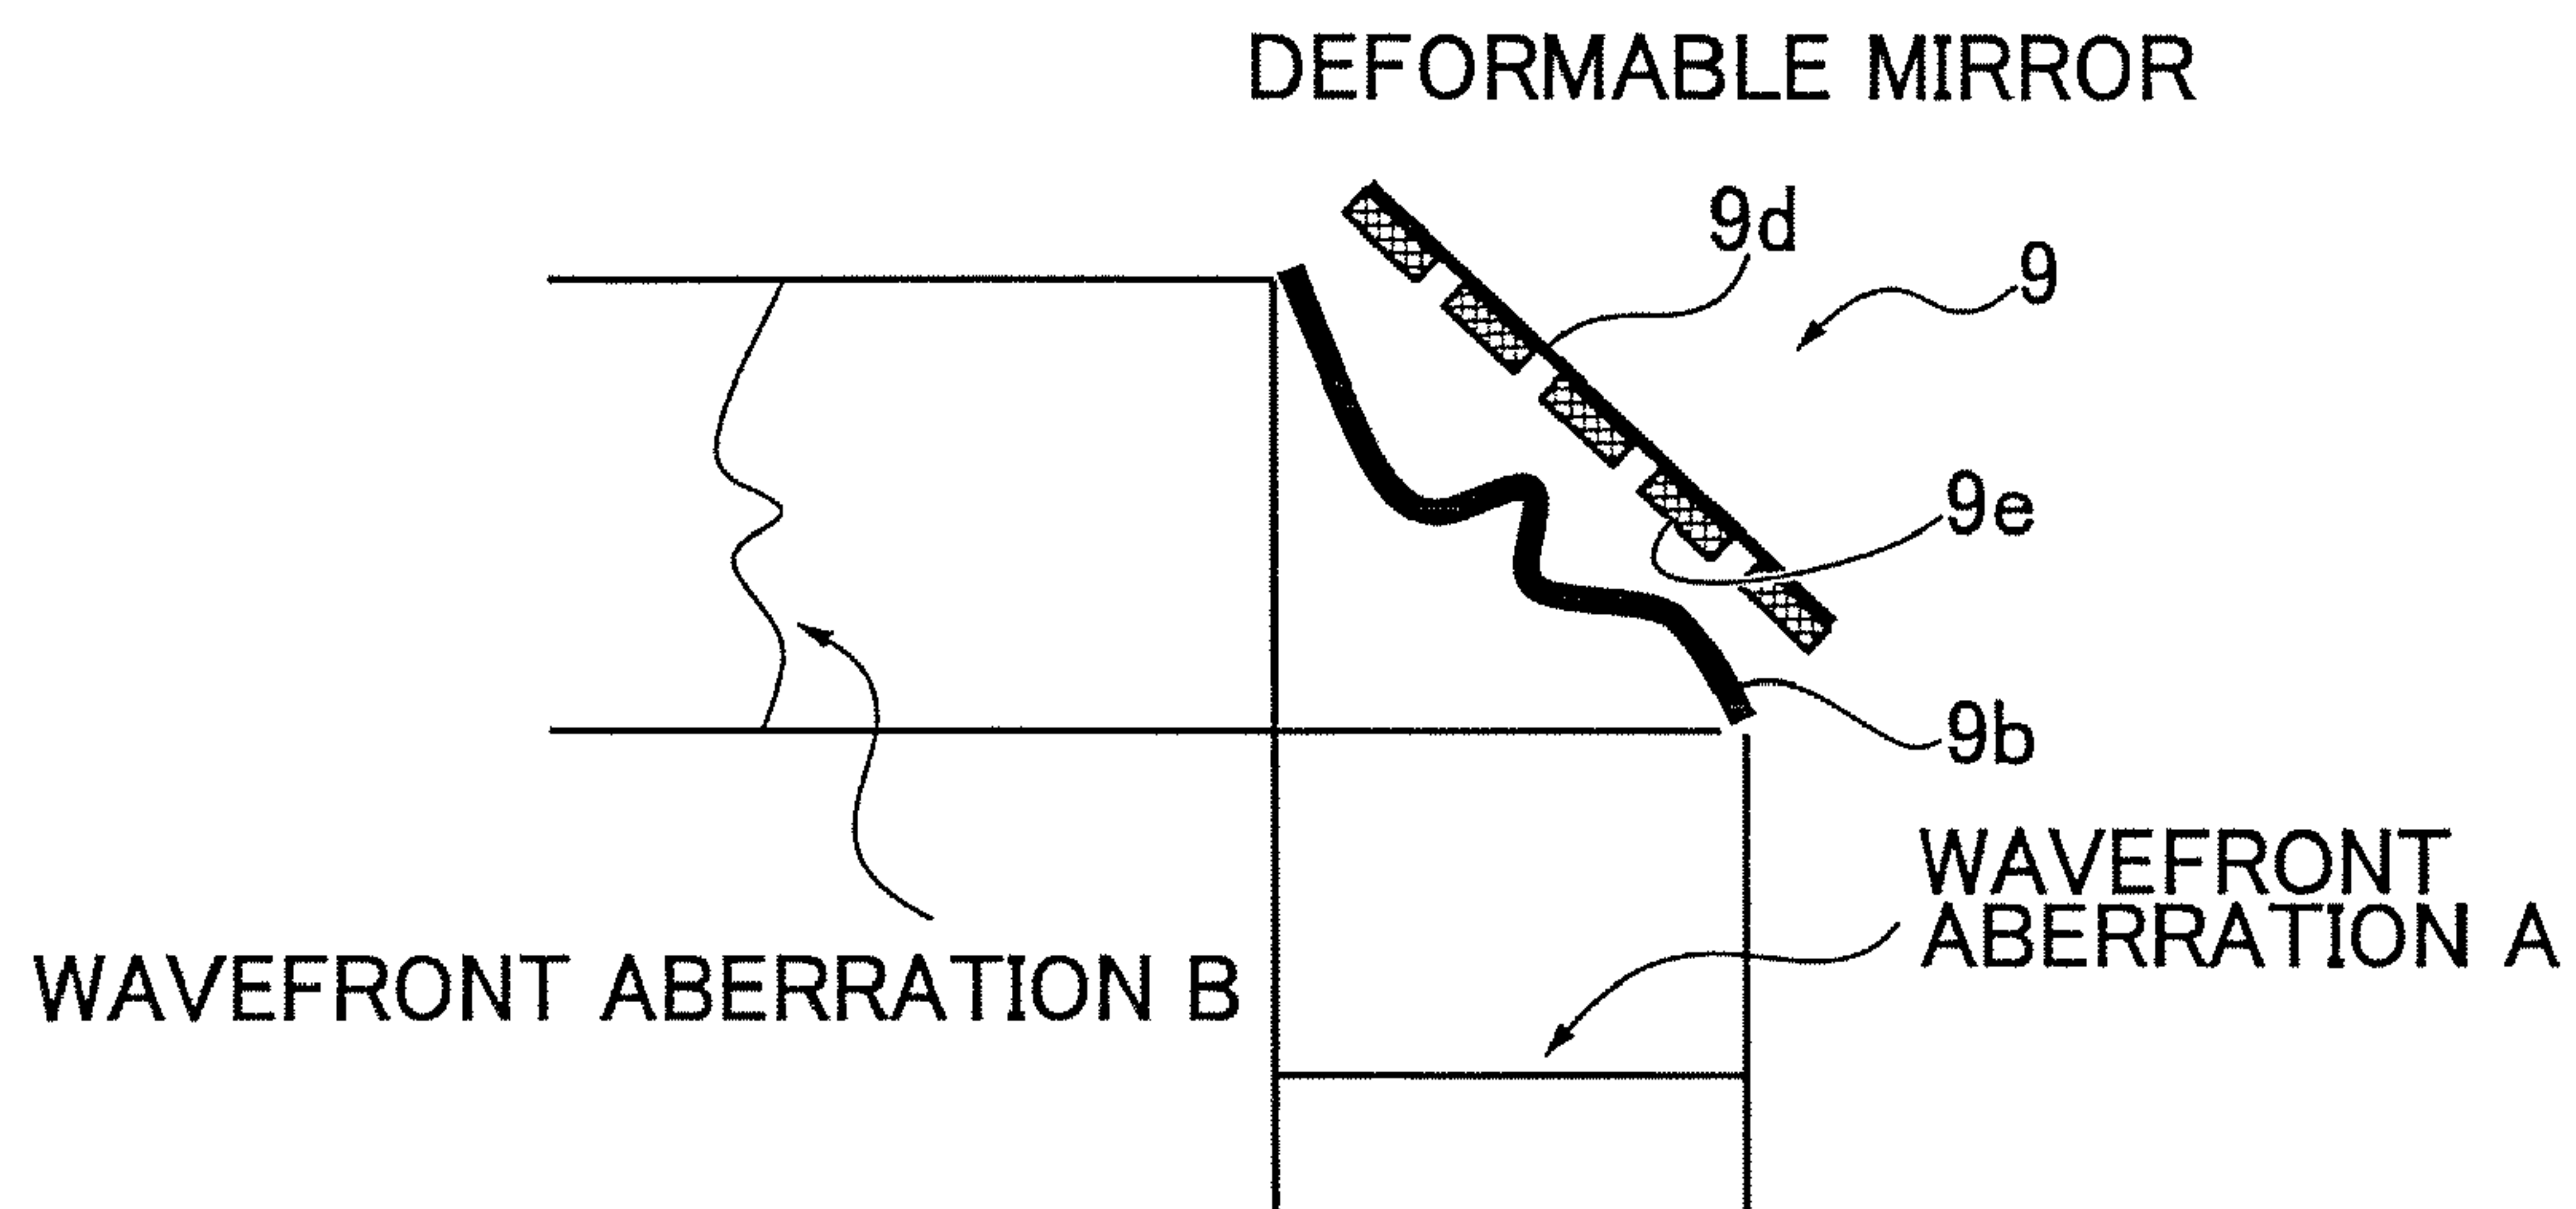 DEFORMABLE MIRROR
9d
9
9e
9b
WAVEFRONT
ABERRATION A
WAVEFRONT ABERRATION B